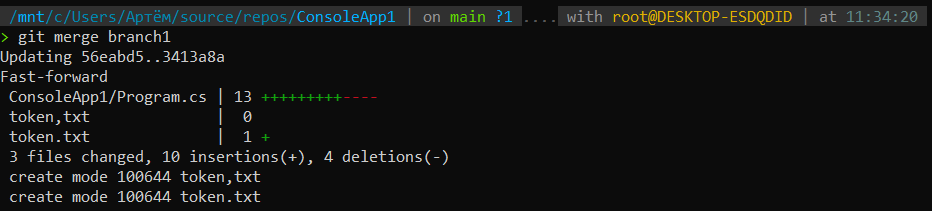 /mnt/c/Users/Артём/source/repos/ConsoleApp1 | on main ?1 .... with root@DESKTOP-ESDQDID | at 11:34:20
> git merge branch1
Updating 56eabd5..3413a8a
Fast-forward
 ConsoleApp1/Program.cs | 13 +++++++++----
 token,txt              |  0
 token.txt              |  1 +
 3 files changed, 10 insertions(+), 4 deletions(-)
 create mode 100644 token,txt
 create mode 100644 token.txt